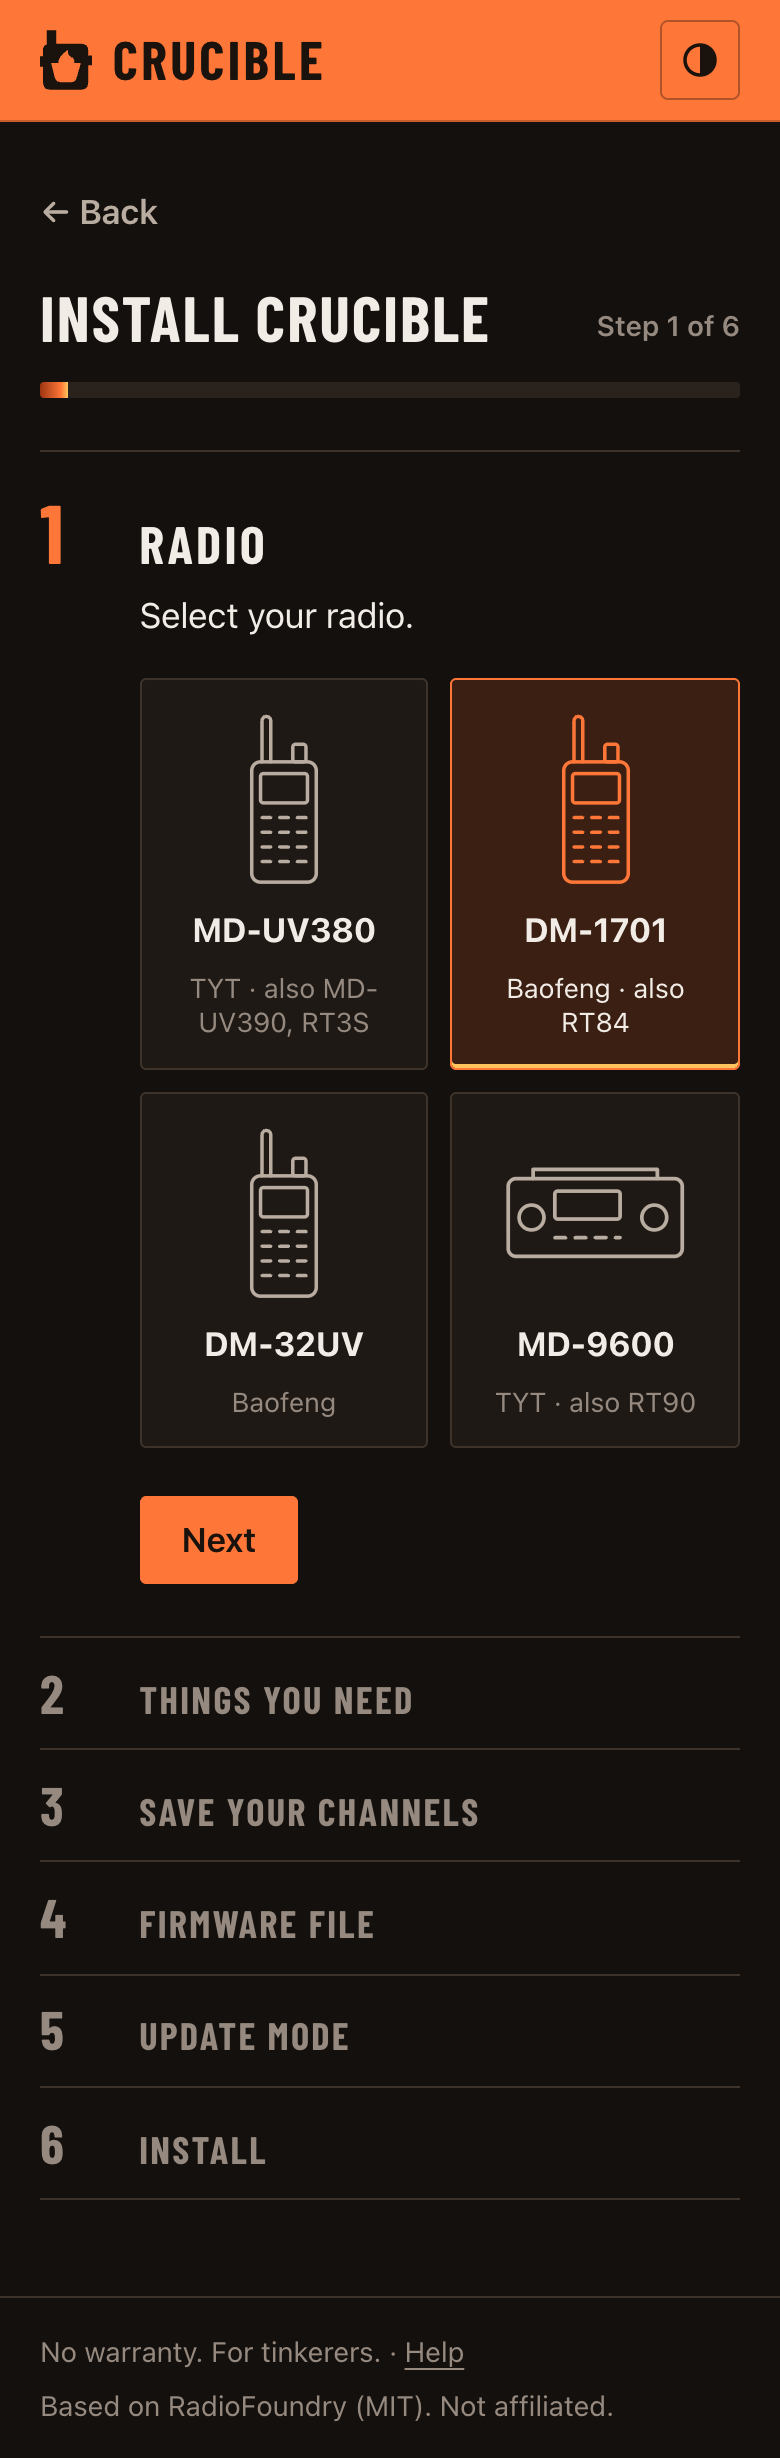 CRUCIBLE
← Back
INSTALL CRUCIBLE
Step 1 of 6
1
RADIO
Select your radio.
MD-UV380
TYT · also MD-
UV390, RT3S
DM-1701
Baofeng · also
RT84
DM-32UV
Baofeng
MD-9600
TYT · also RT90
Next
2
THINGS YOU NEED
3
SAVE YOUR CHANNELS
4
FIRMWARE FILE
5
UPDATE MODE
6
INSTALL
No warranty. For tinkerers. · Help
Based on RadioFoundry (MIT). Not affiliated.